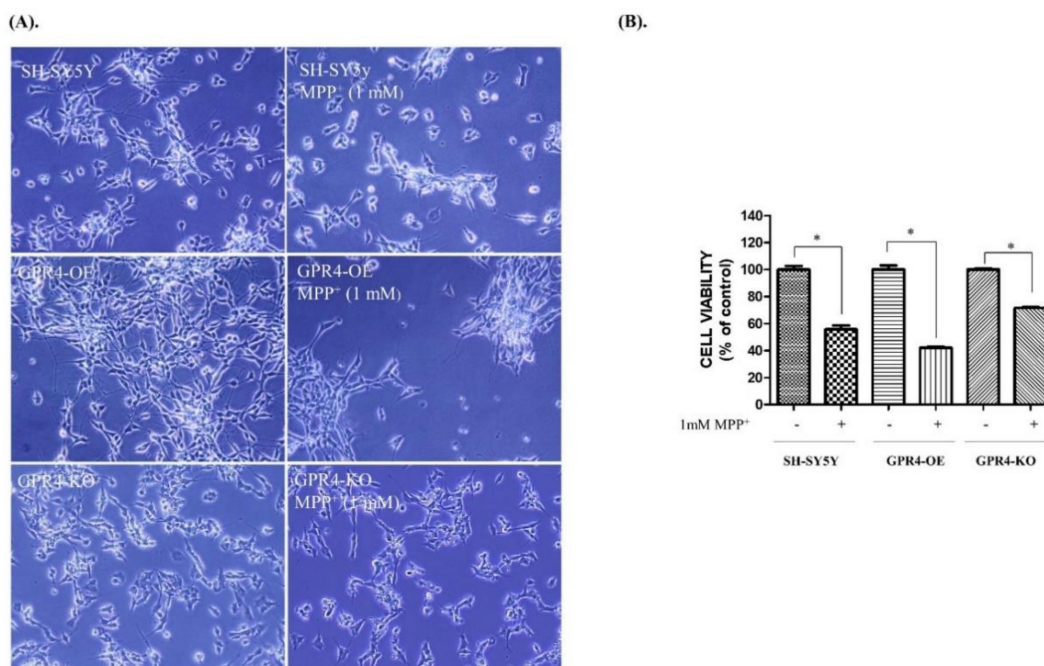 (A).
(B).
SH-SY5Y
SH-SY5y
MPP⁺ (1 mM)
GPR4-OE
GPR4-OE
MPP⁺ (1 mM)
GPR4-KO
GPR4-KO
MPP⁺ (1 mM)
CELL VIABILITY
(% of control)
140
120
100
80
60
40
20
0
* * *
1mM MPP⁺ - + - + - +
SH-SY5Y GPR4-OE GPR4-KO